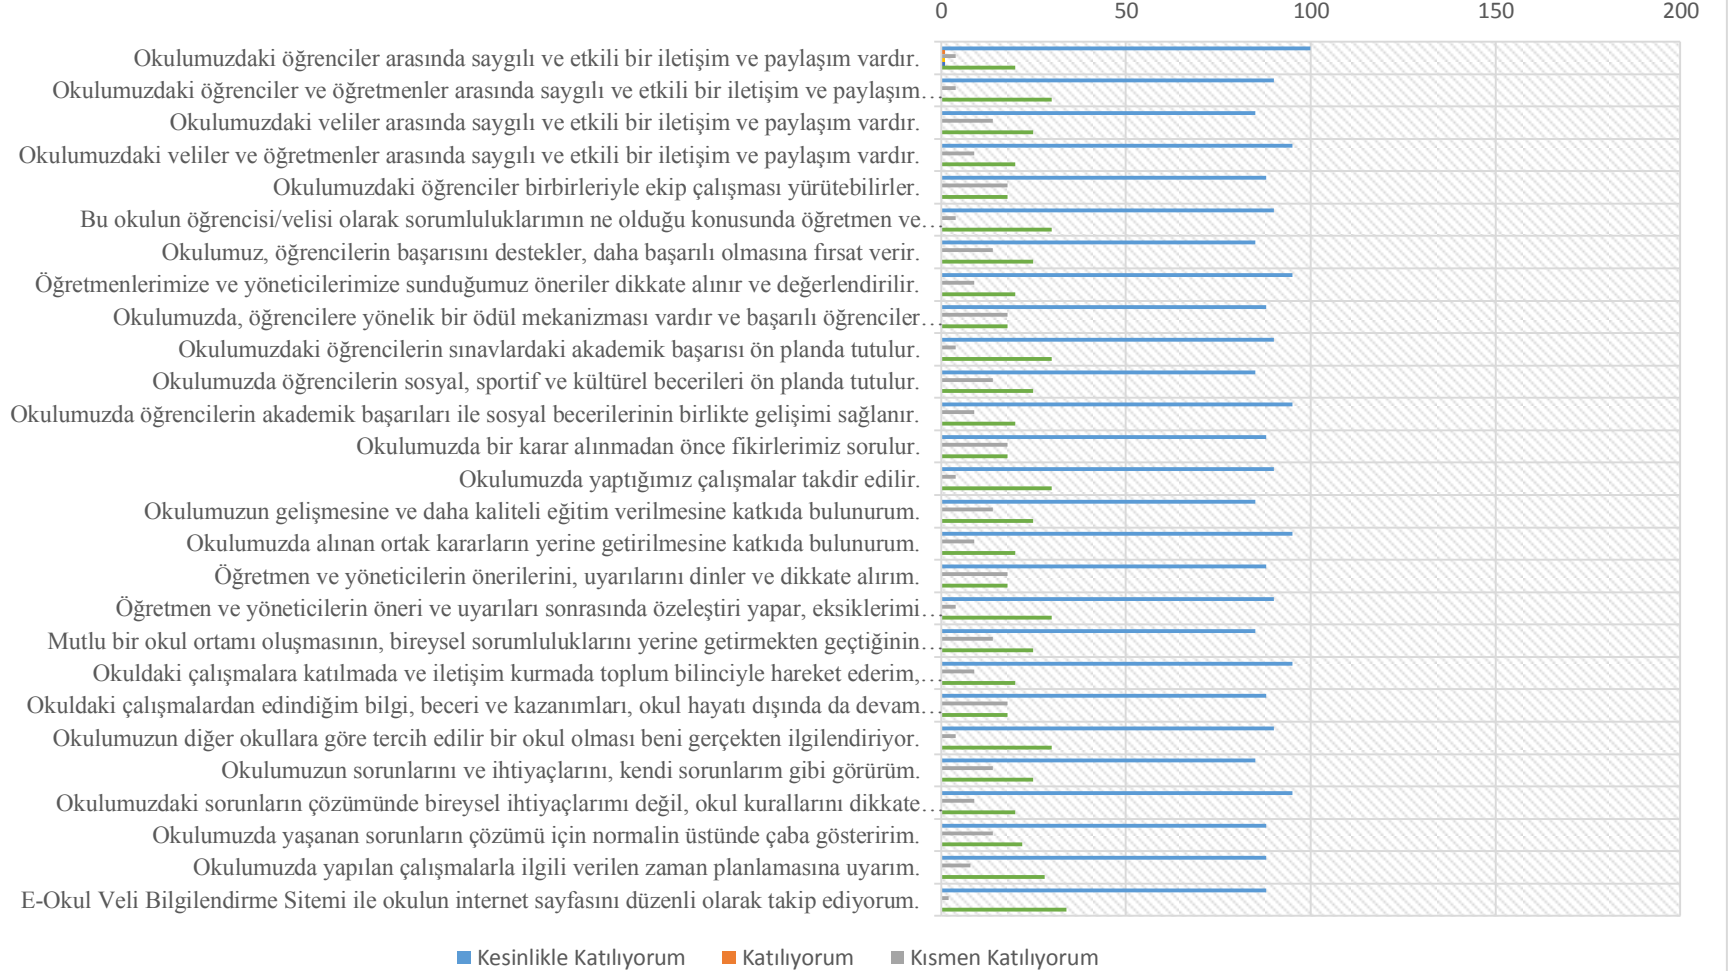 0 50 100 150 200
Okulumuzdaki öğrenciler arasında saygılı ve etkili bir iletişim ve paylaşım vardır.
Okulumuzdaki öğrenciler ve öğretmenler arasında saygılı ve etkili bir iletişim ve paylaşım…
Okulumuzdaki veliler arasında saygılı ve etkili bir iletişim ve paylaşım vardır.
Okulumuzdaki veliler ve öğretmenler arasında saygılı ve etkili bir iletişim ve paylaşım vardır.
Okulumuzdaki öğrenciler birbirleriyle ekip çalışması yürütebilirler.
Bu okulun öğrencisi/velisi olarak sorumluluklarımın ne olduğu konusunda öğretmen ve…
Okulumuz, öğrencilerin başarısını destekler, daha başarılı olmasına fırsat verir.
Öğretmenlerimize ve yöneticilerimize sunduğumuz öneriler dikkate alınır ve değerlendirilir.
Okulumuzda, öğrencilere yönelik bir ödül mekanizması vardır ve başarılı öğrenciler…
Okulumuzdaki öğrencilerin sınavlardaki akademik başarısı ön planda tutulur.
Okulumuzda öğrencilerin sosyal, sportif ve kültürel becerileri ön planda tutulur.
Okulumuzda öğrencilerin akademik başarıları ile sosyal becerilerinin birlikte gelişimi sağlanır.
Okulumuzda bir karar alınmadan önce fikirlerimiz sorulur.
Okulumuzda yaptığımız çalışmalar takdir edilir.
Okulumuzun gelişmesine ve daha kaliteli eğitim verilmesine katkıda bulunurum.
Okulumuzda alınan ortak kararların yerine getirilmesine katkıda bulunurum.
Öğretmen ve yöneticilerin önerilerini, uyarılarını dinler ve dikkate alırım.
Öğretmen ve yöneticilerin öneri ve uyarıları sonrasında özeleştiri yapar, eksiklerimi…
Mutlu bir okul ortamı oluşmasının, bireysel sorumluluklarını yerine getirmekten geçtiğinin…
Okuldaki çalışmalara katılmada ve iletişim kurmada toplum bilinciyle hareket ederim,…
Okuldaki çalışmalardan edindiğim bilgi, beceri ve kazanımları, okul hayatı dışında da devam…
Okulumuzun diğer okullara göre tercih edilir bir okul olması beni gerçekten ilgilendiriyor.
Okulumuzun sorunlarını ve ihtiyaçlarını, kendi sorunlarım gibi görürüm.
Okulumuzdaki sorunların çözümünde bireysel ihtiyaçlarımı değil, okul kurallarını dikkate…
Okulumuzda yaşanan sorunların çözümü için normalin üstünde çaba gösteririm.
Okulumuzda yapılan çalışmalarla ilgili verilen zaman planlamasına uyarım.
E-Okul Veli Bilgilendirme Sitemi ile okulun internet sayfasını düzenli olarak takip ediyorum.
Kesinlikle Katılıyorum Katılıyorum Kısmen Katılıyorum